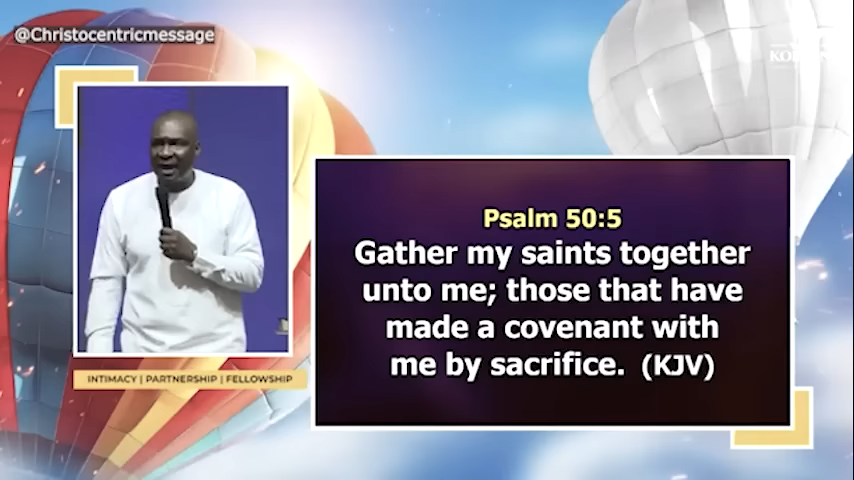 @Christocentricmessage
INTIMACY | PARTNERSHIP | FELLOWSHIP
Psalm 50:5
Gather my saints together
unto me; those that have
made a covenant with
me by sacrifice. (KJV)